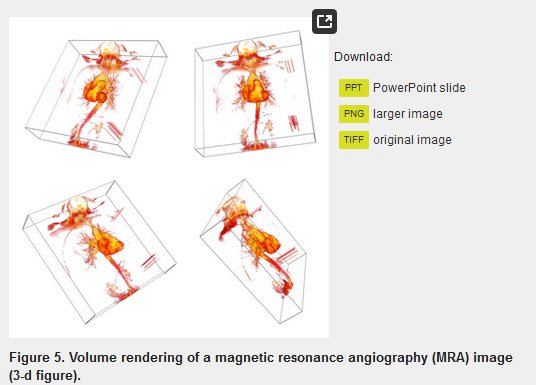 Download:
PPT PowerPoint slide
PNG larger image
TIFF original image
Figure 5. Volume rendering of a magnetic resonance angiography (MRA) image
(3-d figure).